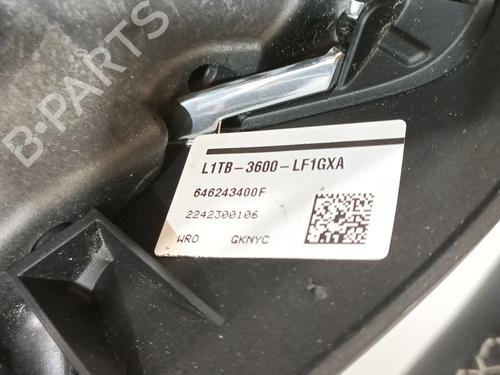 B-PARTS
L1TB-3600-LF1GXA
646243400F
2242300106
WRO GKNYC